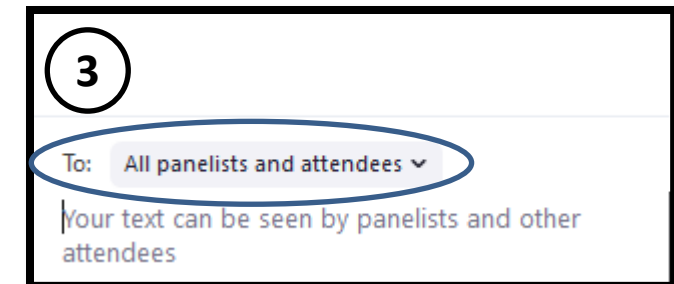 3
To: All panelists and attendees
Your text can be seen by panelists and other
attendees